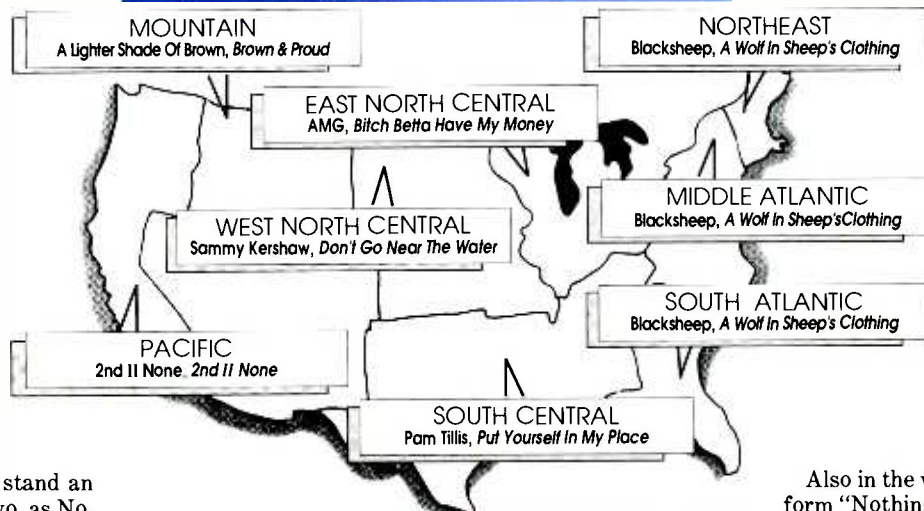 MOUNTAIN
A Lighter Shade Of Brown, Brown & Proud
NORTHEAST
Blacksheep, A Wolf In Sheep's Clothing
EAST NORTH CENTRAL
AMG, Bitch Betta Have My Money
MIDDLE ATLANTIC
Blacksheep, A Wolf In Sheep'sClothing
WEST NORTH CENTRAL
Sammy Kershaw, Don't Go Near The Water
SOUTH ATLANTIC
Blacksheep, A Wolf In Sheep's Clothing
PACIFIC
2nd II None 2nd II None
SOUTH CENTRAL
Pam Tillis, Put Yourself In My Place
stand an
as No
Also in the
form "Nothin